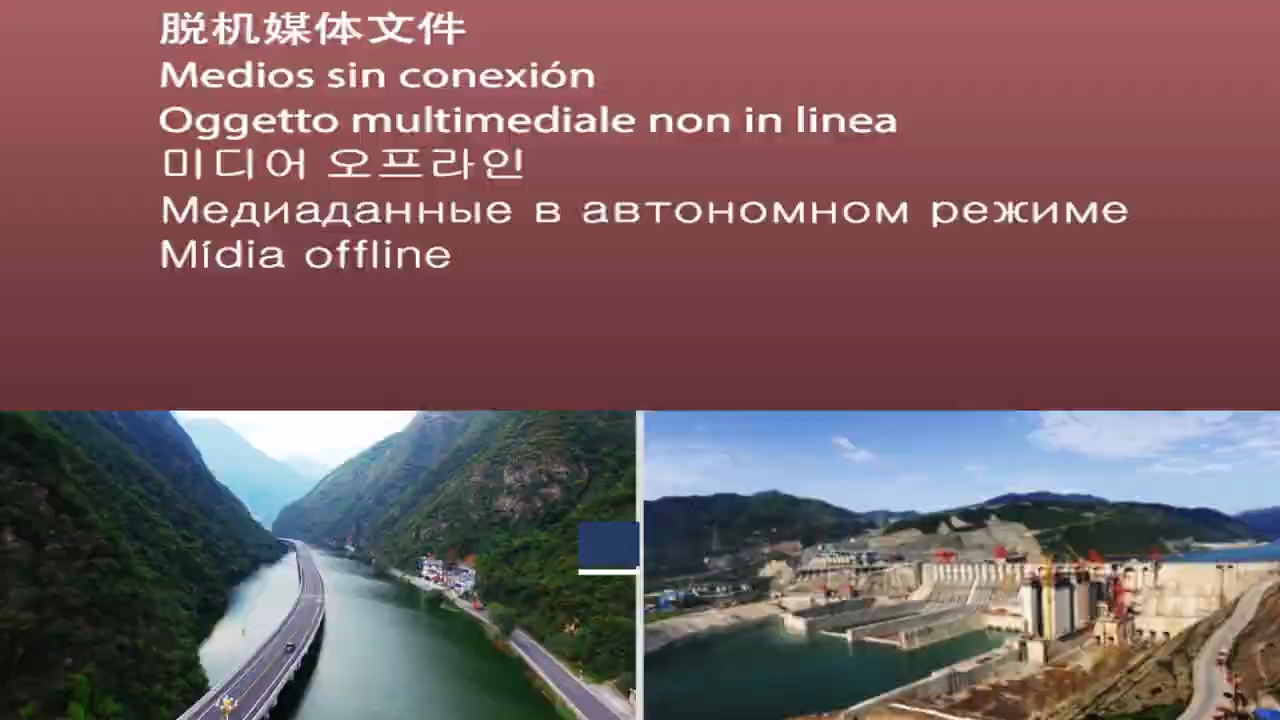 脱机媒体文件
Medios sin conexión
Oggetto multimediale non in linea
미디어 오프라인
Медиаданные в автономном режиме
Mídia offline